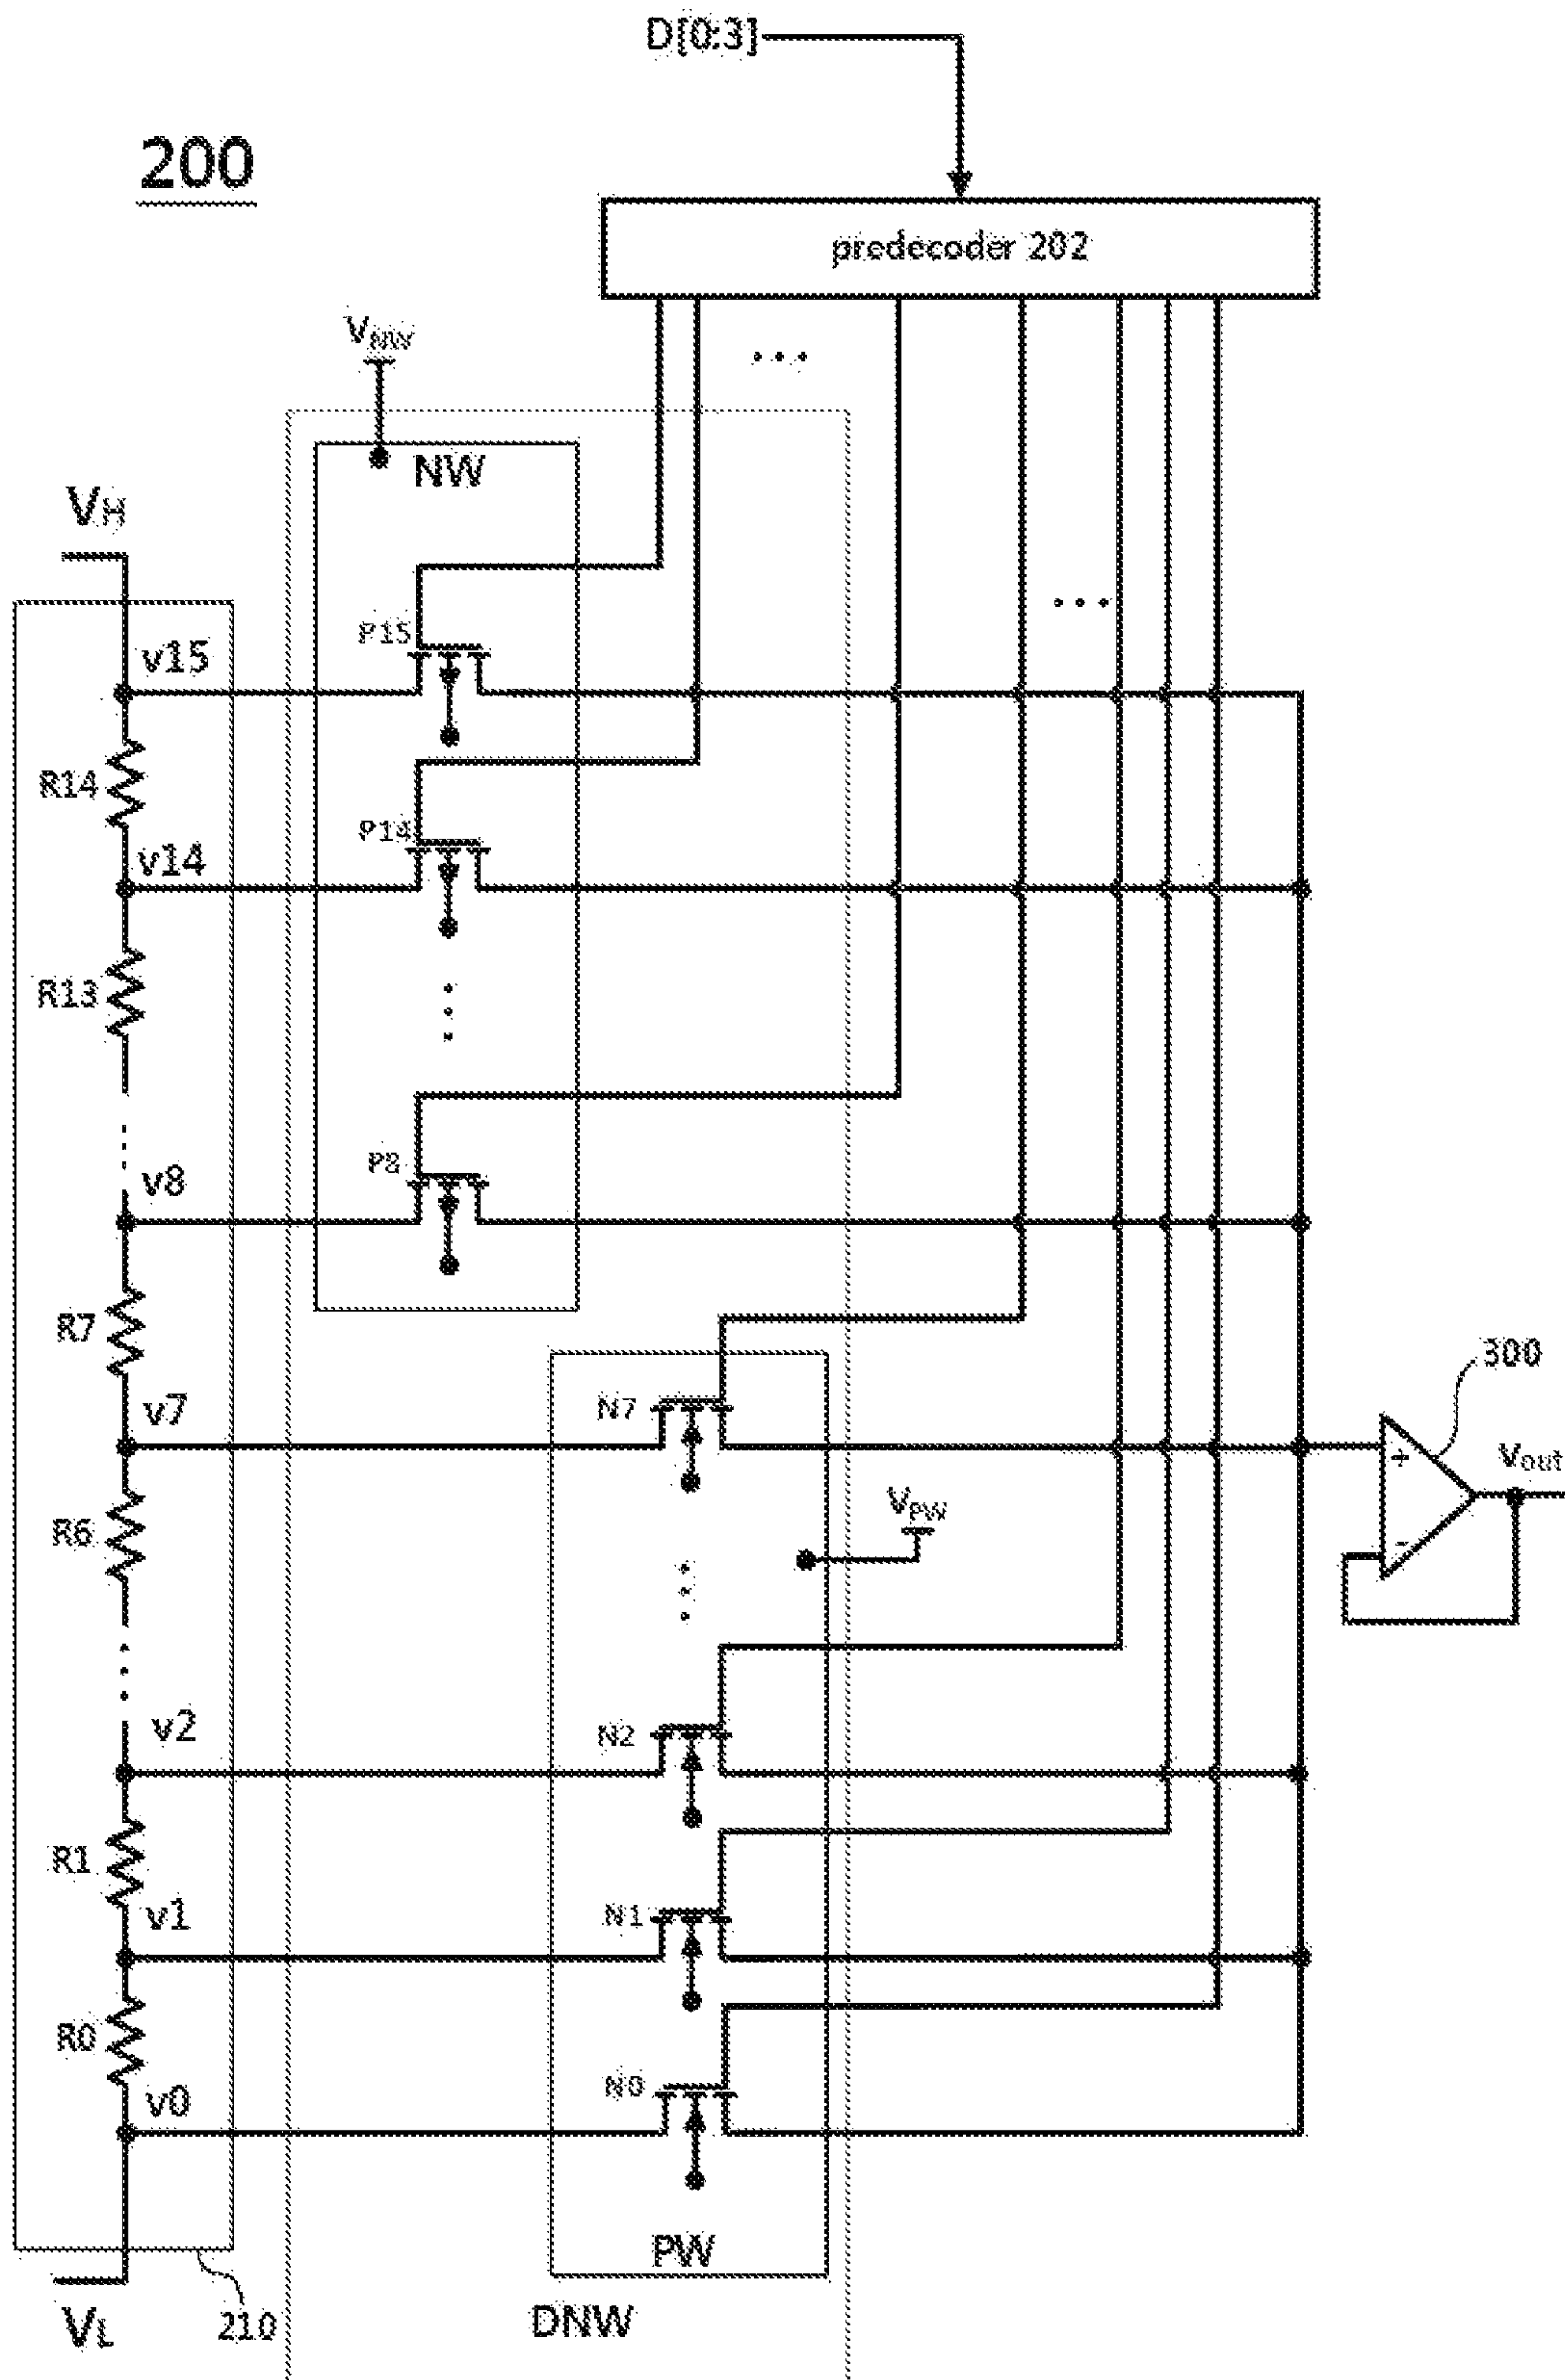 D[0:3]
200
predecoder 202
VNW
...
NW
VH
P15
...
v15
R14
P14
v14
R13
P8
v8
R7
300
N7
v7
Vout
+
VPW
R6
-
v2
N2
R1
v1
N1
R0
N0
v0
PW
DNW
210
VL